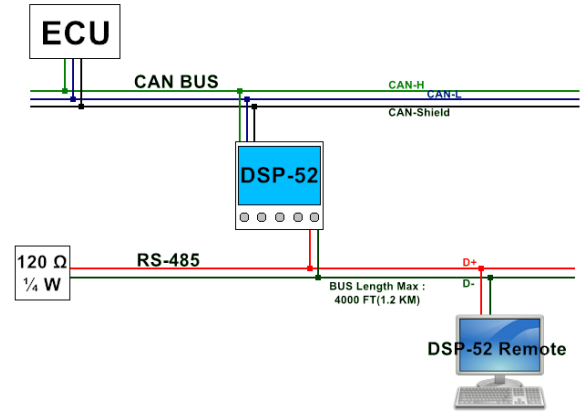 ECU
CAN BUS
CAN-H
CAN-L
CAN-Shield
DSP-52
120 Ω
¼ W
RS-485
D+
D-
BUS Length Max :
4000 FT(1.2 KM)
DSP-52 Remote